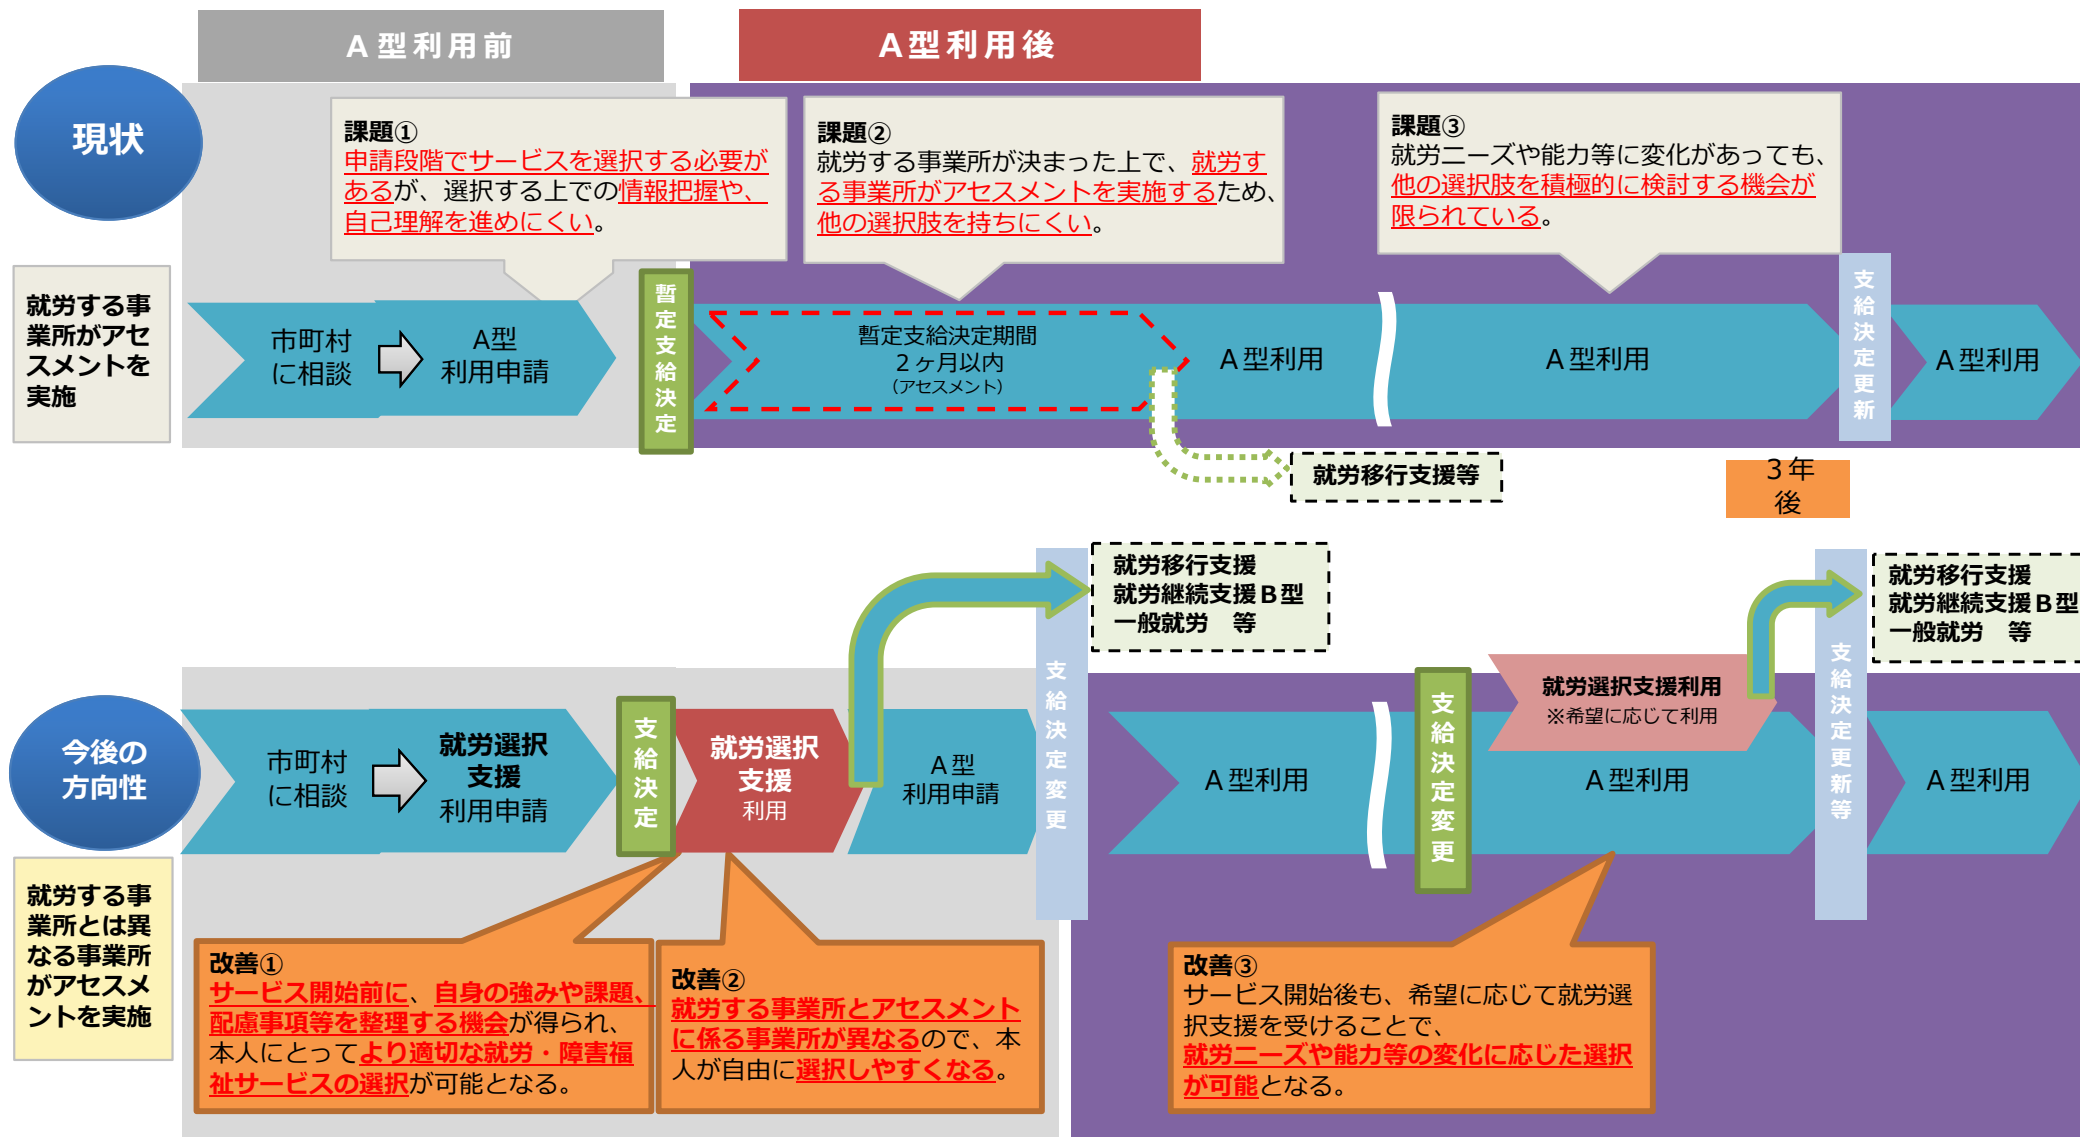 A型利用前
A型利用後
現状
課題①
申請段階でサービスを選択する必要が
あるが、選択する上での情報把握や、
自己理解を進めにくい。
課題②
就労する事業所が決まった上で、就労す
る事業所がアセスメントを実施するため、
他の選択肢を持ちにくい。
課題③
就労ニーズや能力等に変化があっても、
他の選択肢を積極的に検討する機会が
限られている。
就労する事
業所がアセ
スメントを
実施
市町村
に相談
A型
利用申請
暫定支給決定
暫定支給決定期間
２ヶ月以内
（アセスメント）
A型利用
A型利用
支給決定更新
A型利用
就労移行支援等
3年
後
就労移行支援
就労継続支援B型
一般就労　等
就労移行支援
就労継続支援B型
一般就労　等
今後の
方向性
市町村
に相談
就労選択
支援
利用申請
支給決定
就労選択
支援
利用
A型
利用申請
支給決定変更
A型利用
支給決定変更
就労選択支援利用
※希望に応じて利用
A型利用
支給決定更新等
A型利用
就労する事
業所とは異
なる事業所
がアセスメ
ントを実施
改善①
サービス開始前に、自身の強みや課題、
配慮事項等を整理する機会が得られ、
本人にとってより適切な就労・障害福
祉サービスの選択が可能となる。
改善②
就労する事業所とアセスメント
に係る事業所が異なるので、本
人が自由に選択しやすくなる。
改善③
サービス開始後も、希望に応じて就労選
択支援を受けることで、
就労ニーズや能力等の変化に応じた選択
が可能となる。